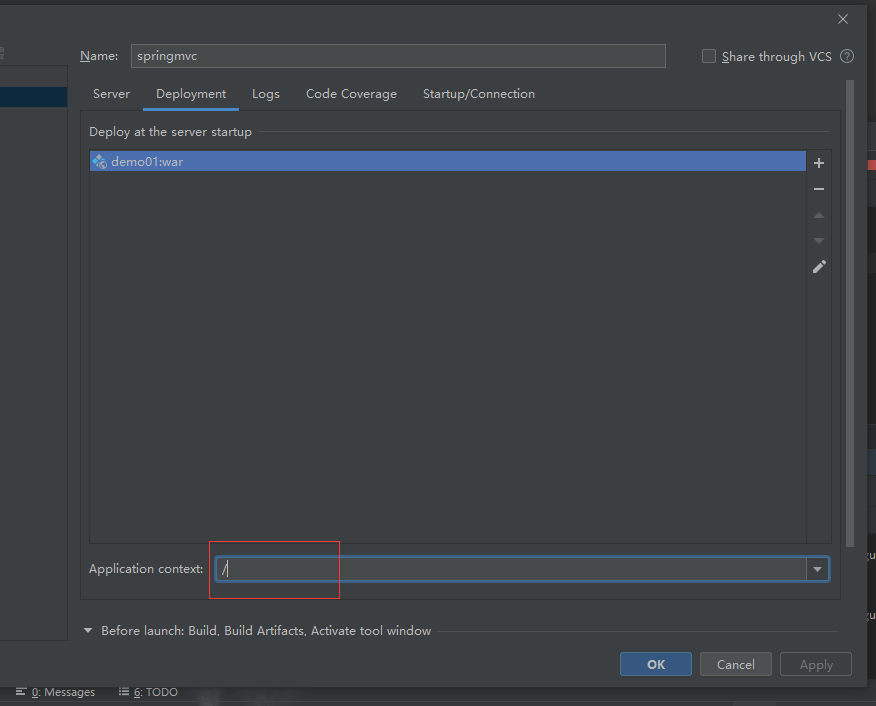 Name: springmvc
Share through VCS
Server Deployment Logs Code Coverage Startup/Connection
Deploy at the server startup
demo01:war
Application context: /
Before launch: Build, Build Artifacts, Activate tool window
OK Cancel Apply
0: Messages 6: TODO